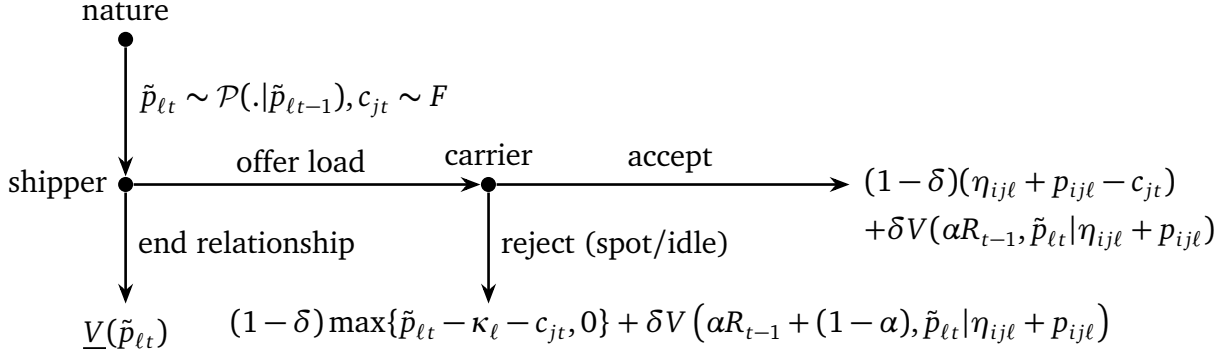 nature
p̃_{ℓt} ∼ 𝒫(.|p̃_{ℓt−1}), c_{jt} ∼ F
shipper
offer load
carrier
accept
(1 − δ)(η_{ijℓ} + p_{ijℓ} − c_{jt})
+δV(αR_{t−1}, p̃_{ℓt}|η_{ijℓ} + p_{ijℓ})
end relationship
reject (spot/idle)
V̲(p̃_{ℓt})
(1 − δ) max{p̃_{ℓt} − κ_ℓ − c_{jt}, 0} + δV (αR_{t−1} + (1 − α), p̃_{ℓt}|η_{ijℓ} + p_{ijℓ})